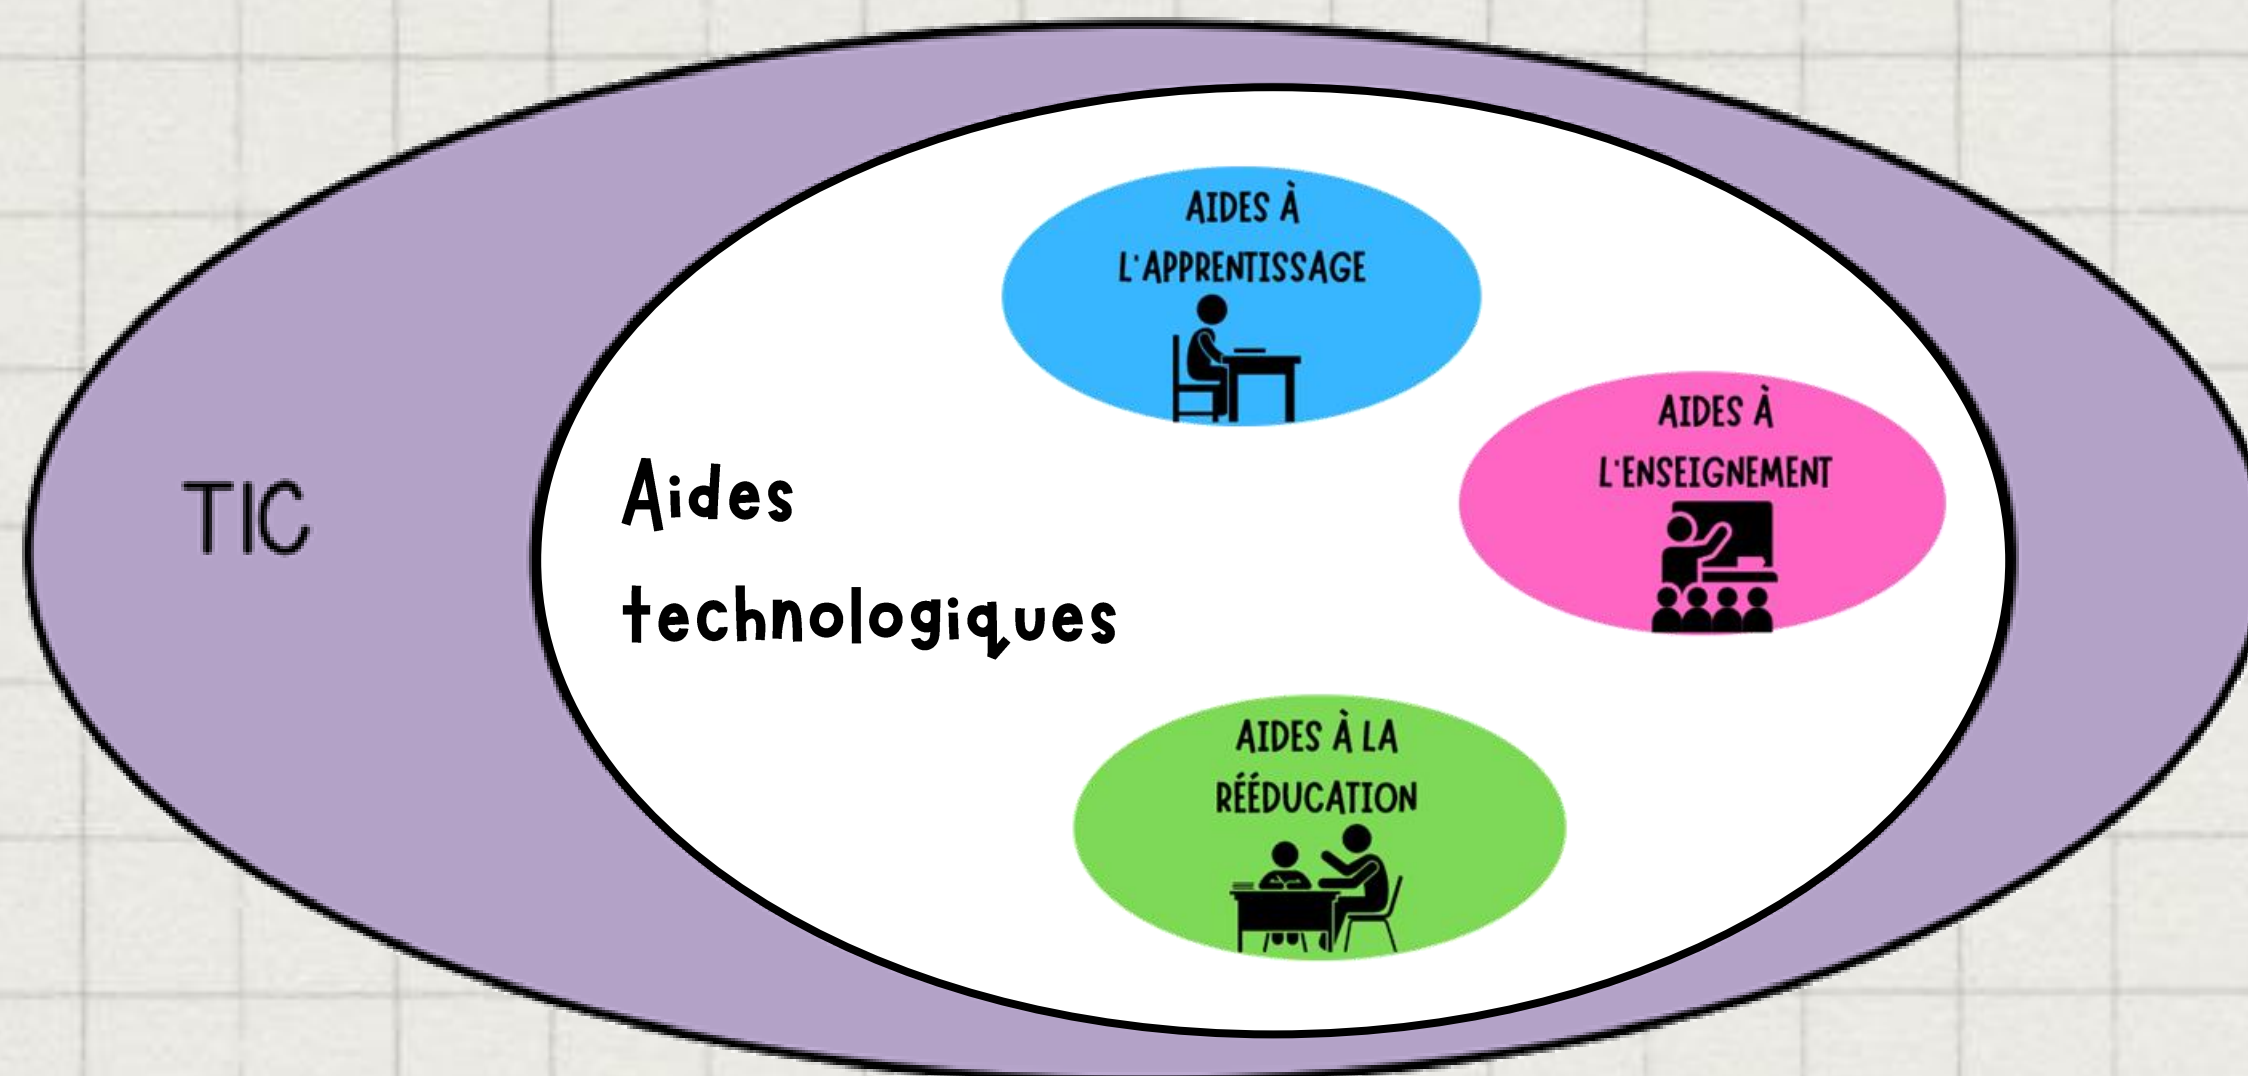 TIC
Aides
technologiques
AIDES À
L'APPRENTISSAGE
AIDES À
L'ENSEIGNEMENT
AIDES À LA
RÉÉDUCATION